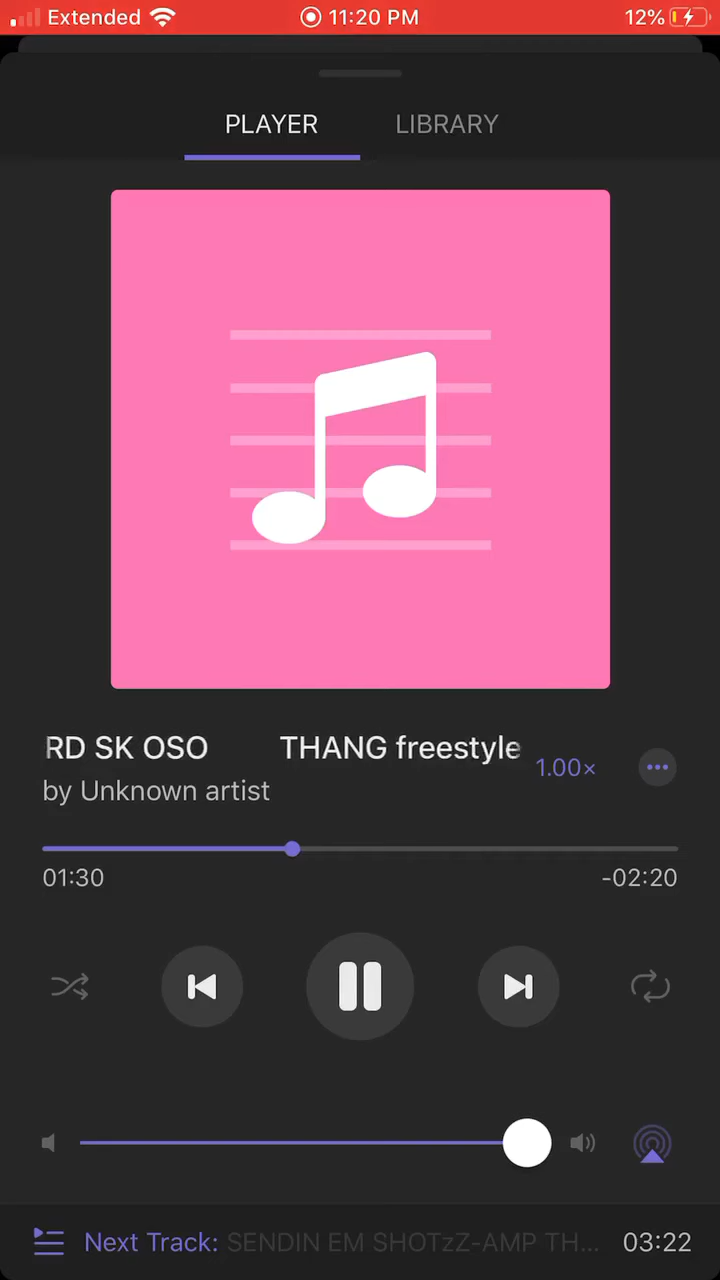 Extended 11:20 PM 12%
PLAYER LIBRARY
RD SK OSO THANG freestyle 1.00×
by Unknown artist
01:30 -02:20
Next Track: SENDIN EM SHOTzZ-AMP TH... 03:22